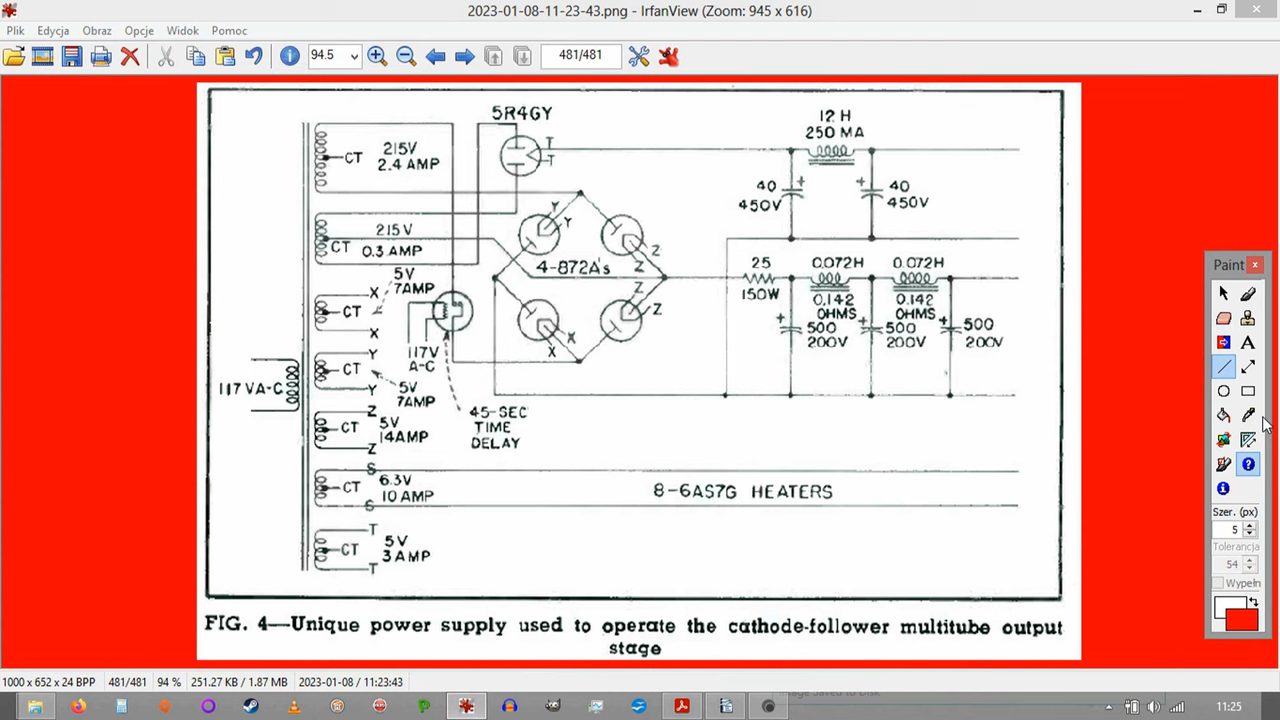 2023-01-08-11-23-43.png - IrfanView (Zoom: 945 x 616)
Plik Edycja Obraz Opcje Widok Pomoc
94.5
481/481
5R4GY
12 H
250 MA
CT
215V
2.4 AMP
T
T
40
450V
+
+
40
450V
Y
Y
CT
215V
0.3 AMP
Z
Z
4-872A's
25
150W
0.072H
0.142
OHMS
0.072H
0.142
OHMS
5V
7AMP
X
CT
X
Z
Z
X
X
+
500
200V
+
500
200V
+
500
200V
117V
A-C
Y
CT
Y
5V
7AMP
117 VA-C
45-SEC
TIME
DELAY
Z
CT
5V
14AMP
Z
S
CT
6.3V
10 AMP
S
8-6AS7G HEATERS
T
CT
5V
3 AMP
T
FIG. 4—Unique power supply used to operate the cathode-follower multitube output
stage
Paint
A
Szer. (px)
5
Tolerancja
54
Wypełn
1000 x 652 x 24 BPP 481/481 94 % 251.27 KB / 1.87 MB 2023-01-08 / 11:23:43
Image Saved to Disk
11:25